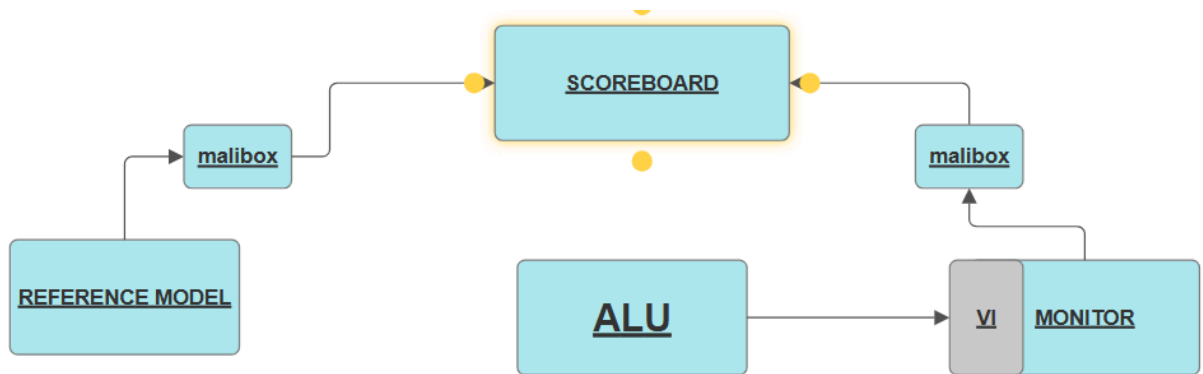 SCOREBOARD
malibox
malibox
REFERENCE MODEL
ALU
VI
MONITOR